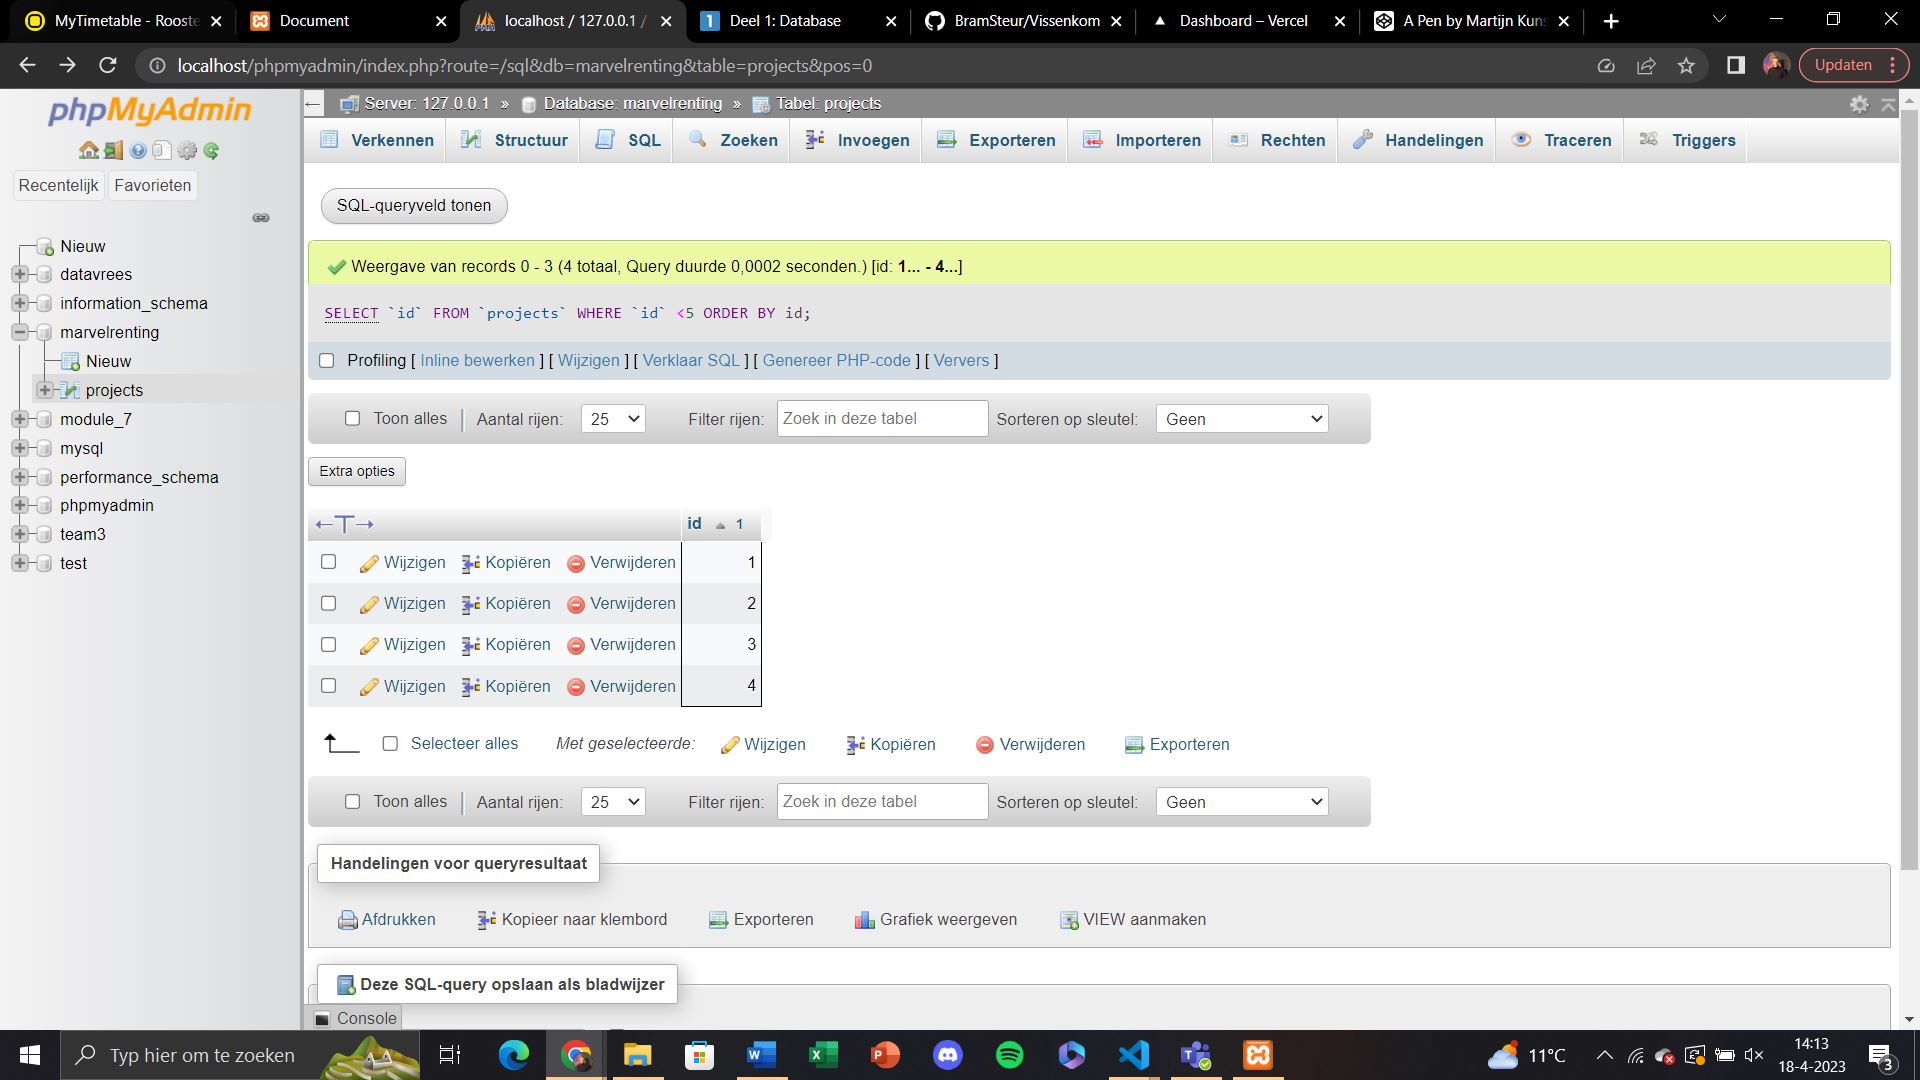 MyTimetable - Rooste
Document
localhost / 127.0.0.1 /
Deel 1: Database
BramSteur/Vissenkom
Dashboard – Vercel
A Pen by Martijn Kuns
localhost/phpmyadmin/index.php?route=/sql&db=marvelrenting&table=projects&pos=0
Updaten
phpMyAdmin
Recentelijk Favorieten
Nieuw
datavrees
information_schema
marvelrenting
Nieuw
projects
module_7
mysql
performance_schema
phpmyadmin
team3
test
Server: 127.0.0.1 » Database: marvelrenting » Tabel: projects
Verkennen Structuur SQL Zoeken Invoegen Exporteren Importeren Rechten Handelingen Traceren Triggers
SQL-queryveld tonen
Weergave van records 0 - 3 (4 totaal, Query duurde 0,0002 seconden.) [id: 1... - 4...]
SELECT `id` FROM `projects` WHERE `id` <5 ORDER BY id;
Profiling [ Inline bewerken ] [ Wijzigen ] [ Verklaar SQL ] [ Genereer PHP-code ] [ Ververs ]
Toon alles | Aantal rijen: 25 Filter rijen: Zoek in deze tabel Sorteren op sleutel: Geen
Extra opties
←T→ id 1
Wijzigen Kopiëren Verwijderen 1
Wijzigen Kopiëren Verwijderen 2
Wijzigen Kopiëren Verwijderen 3
Wijzigen Kopiëren Verwijderen 4
Selecteer alles Met geselecteerde: Wijzigen Kopiëren Verwijderen Exporteren
Toon alles | Aantal rijen: 25 Filter rijen: Zoek in deze tabel Sorteren op sleutel: Geen
Handelingen voor queryresultaat
Afdrukken Kopieer naar klembord Exporteren Grafiek weergeven VIEW aanmaken
Deze SQL-query opslaan als bladwijzer
Console
Typ hier om te zoeken
11°C
14:13
18-4-2023
3